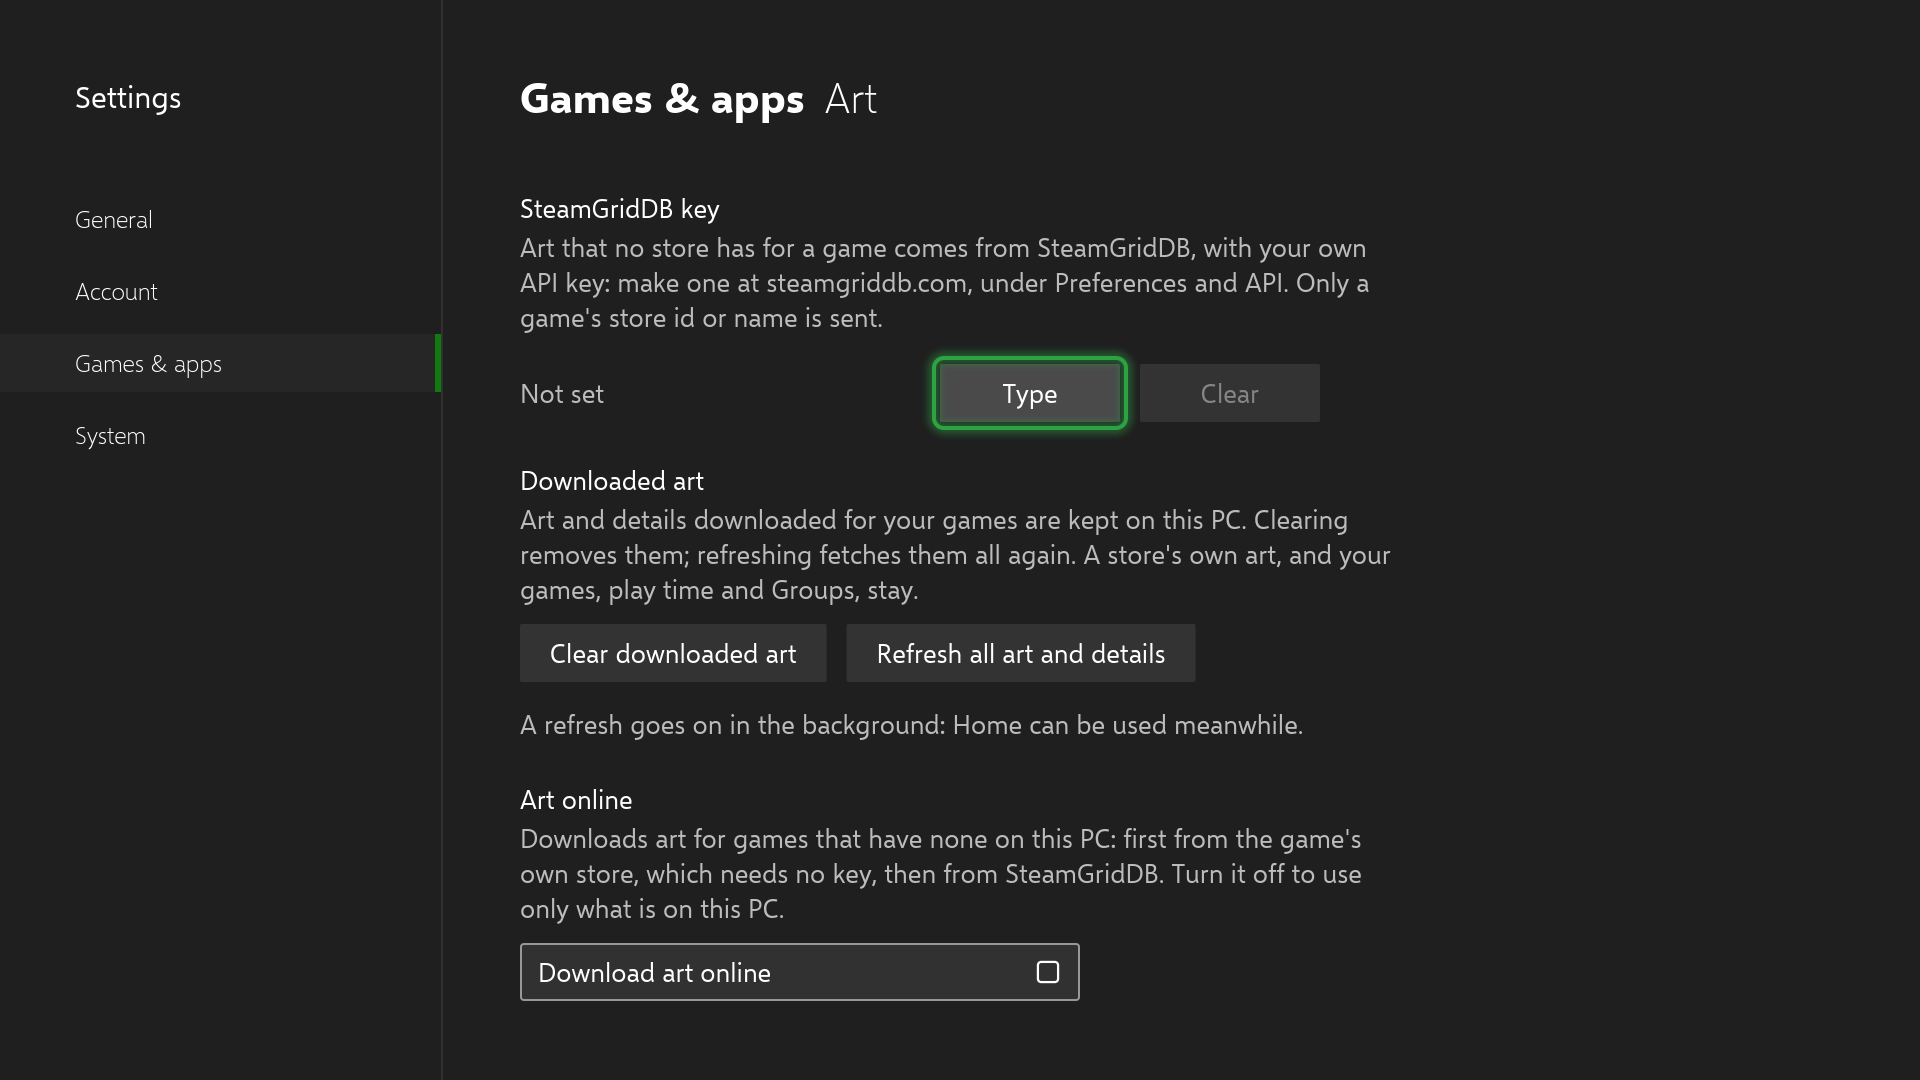 Settings
General
Account
Games & apps
System
Games & apps Art
SteamGridDB key
Art that no store has for a game comes from SteamGridDB, with your own
API key: make one at steamgriddb.com, under Preferences and API. Only a
game's store id or name is sent.
Not set
Type
Clear
Downloaded art
Art and details downloaded for your games are kept on this PC. Clearing
removes them; refreshing fetches them all again. A store's own art, and your
games, play time and Groups, stay.
Clear downloaded art
Refresh all art and details
A refresh goes on in the background: Home can be used meanwhile.
Art online
Downloads art for games that have none on this PC: first from the game's
own store, which needs no key, then from SteamGridDB. Turn it off to use
only what is on this PC.
Download art online